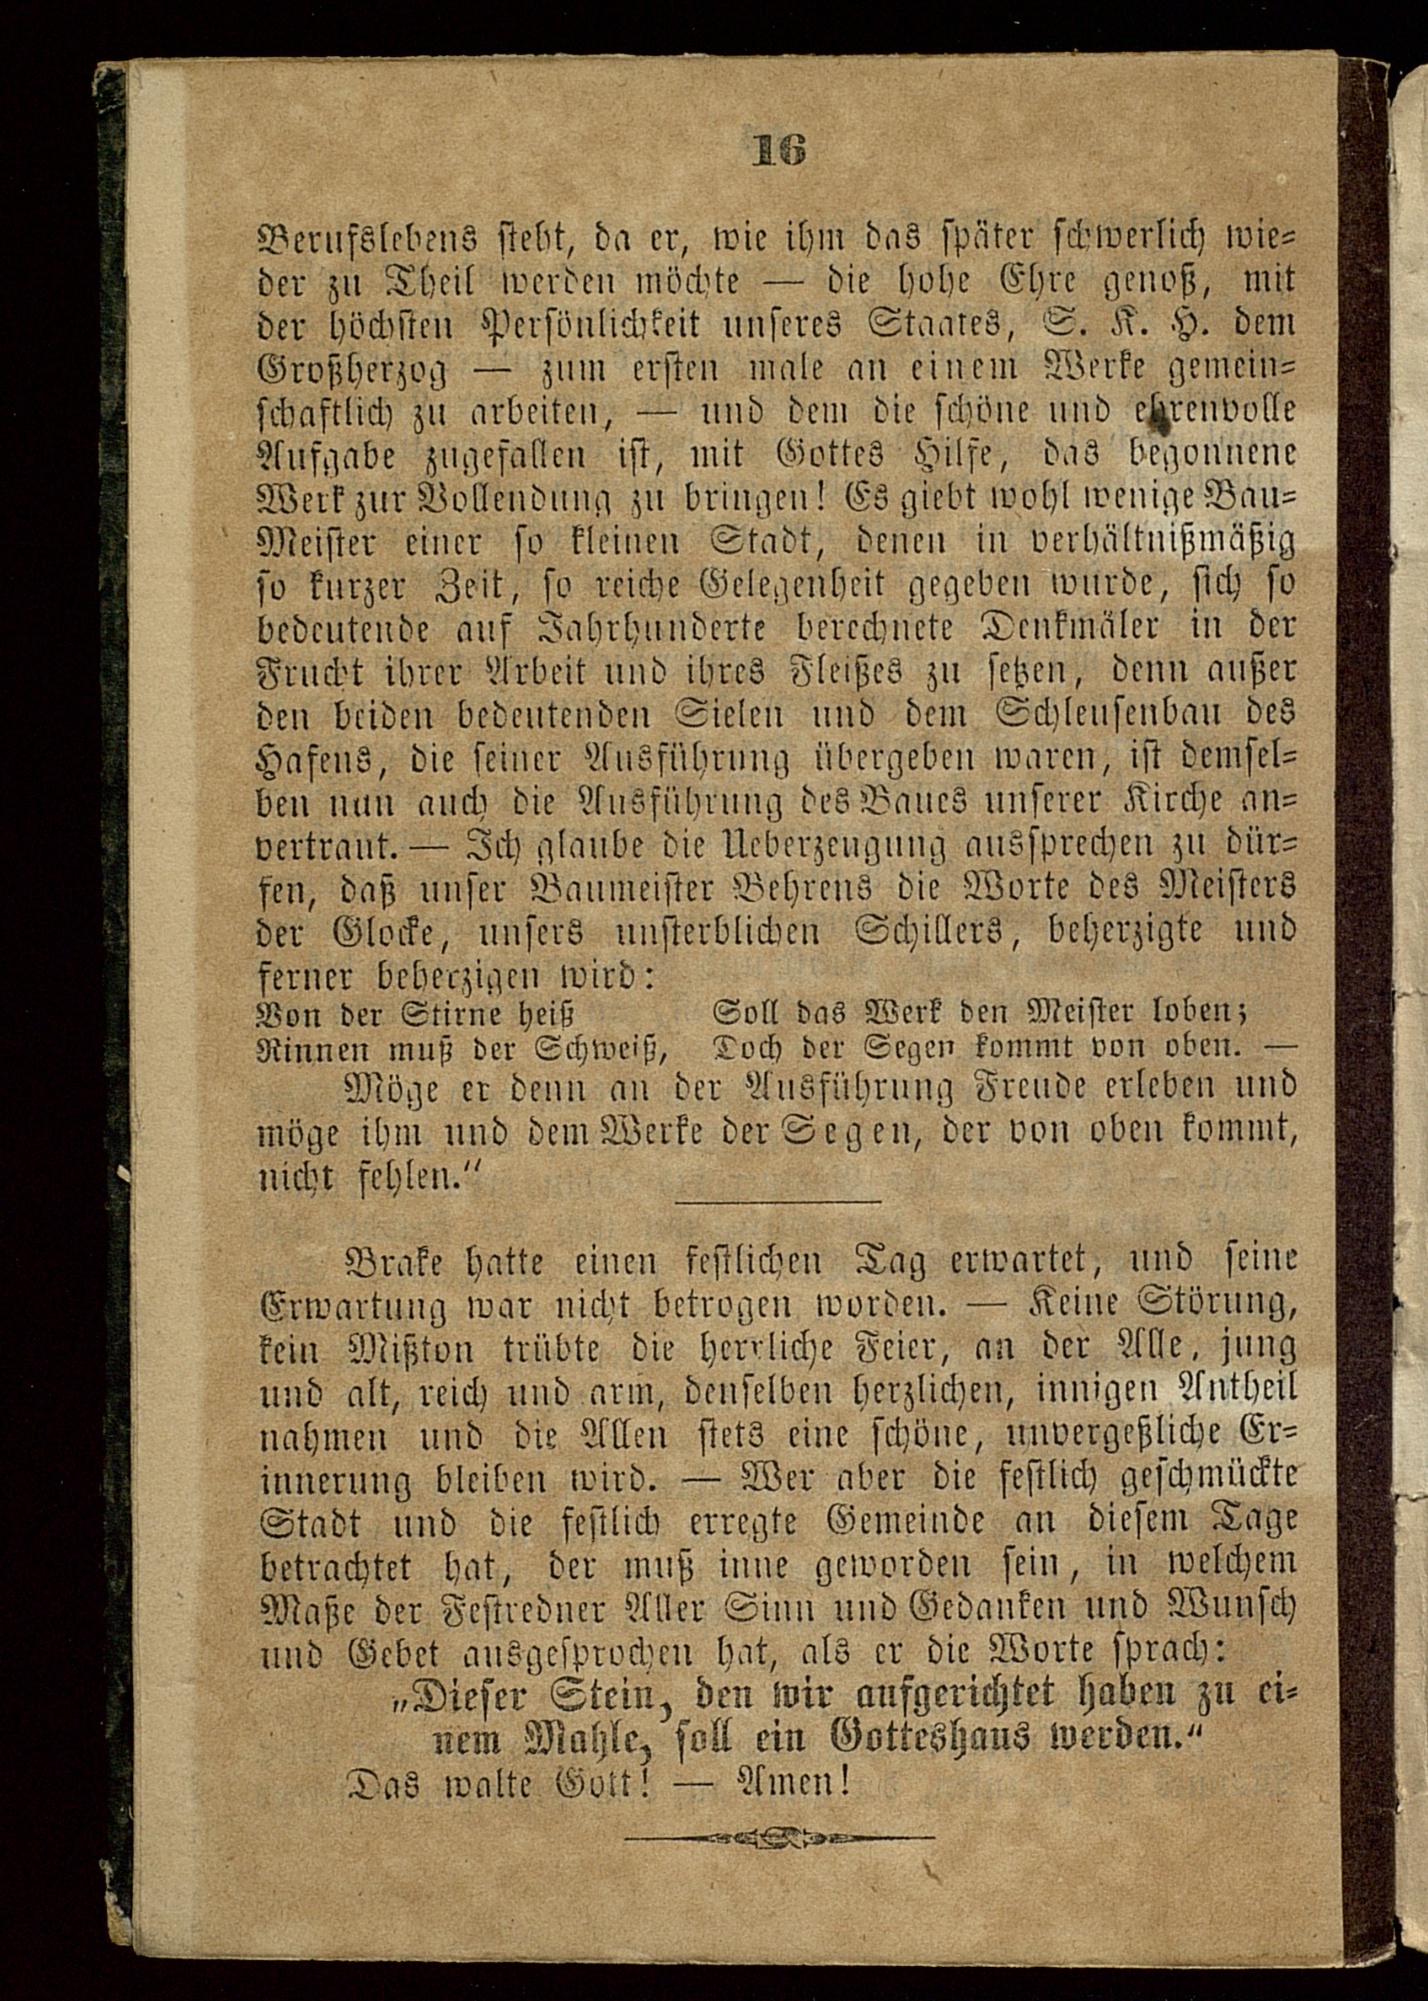 16
Berufslebens steht, da er, wie ihm das später schwerlich wie=
der zu Theil werden möchte — die hohe Ehre genoß, mit
der höchsten Persönlichkeit unseres Staates, S. K. H. dem
Großherzog — zum ersten male an einem Werke gemein=
schaftlich zu arbeiten, — und dem die schöne und ehrenvolle
Aufgabe zugefallen ist, mit Gottes Hilfe, das begonnene
Werk zur Vollendung zu bringen! Es giebt wohl wenige Bau=
Meister einer so kleinen Stadt, denen in verhältnißmäßig
so kurzer Zeit, so reiche Gelegenheit gegeben wurde, sich so
bedeutende auf Jahrhunderte berechnete Denkmäler in der
Frucht ihrer Arbeit und ihres Fleißes zu setzen, denn außer
den beiden bedeutenden Sielen und dem Schleusenbau des
Hafens, die seiner Ausführung übergeben waren, ist demsel=
ben nun auch die Ausführung des Baues unserer Kirche an=
vertraut. — Ich glaube die Ueberzeugung aussprechen zu dür=
fen, daß unser Baumeister Behrens die Worte des Meisters
der Glocke, unsers unsterblichen Schillers, beherzigte und
ferner beherzigen wird:
Von der Stirne heiß Soll das Werk den Meister loben;
Rinnen muß der Schweiß, Doch der Segen kommt von oben. —
Möge er denn an der Ausführung Freude erleben und
möge ihm und dem Werke der Segen, der von oben kommt,
nicht fehlen.“
Brake hatte einen festlichen Tag erwartet, und seine
Erwartung war nicht betrogen worden. — Keine Störung,
kein Mißton trübte die herrliche Feier, an der Alle, jung
und alt, reich und arm, denselben herzlichen, innigen Antheil
nahmen und die Allen stets eine schöne, unvergeßliche Er=
innerung bleiben wird. — Wer aber die festlich geschmückte
Stadt und die festlich erregte Gemeinde an diesem Tage
betrachtet hat, der muß inne geworden sein, in welchem
Maße der Festredner Aller Sinn und Gedanken und Wunsch
und Gebet ausgesprochen hat, als er die Worte sprach:
„Dieser Stein, den wir aufgerichtet haben zu ei=
nem Mahle, soll ein Gotteshaus werden.“
Das walte Gott! — Amen!